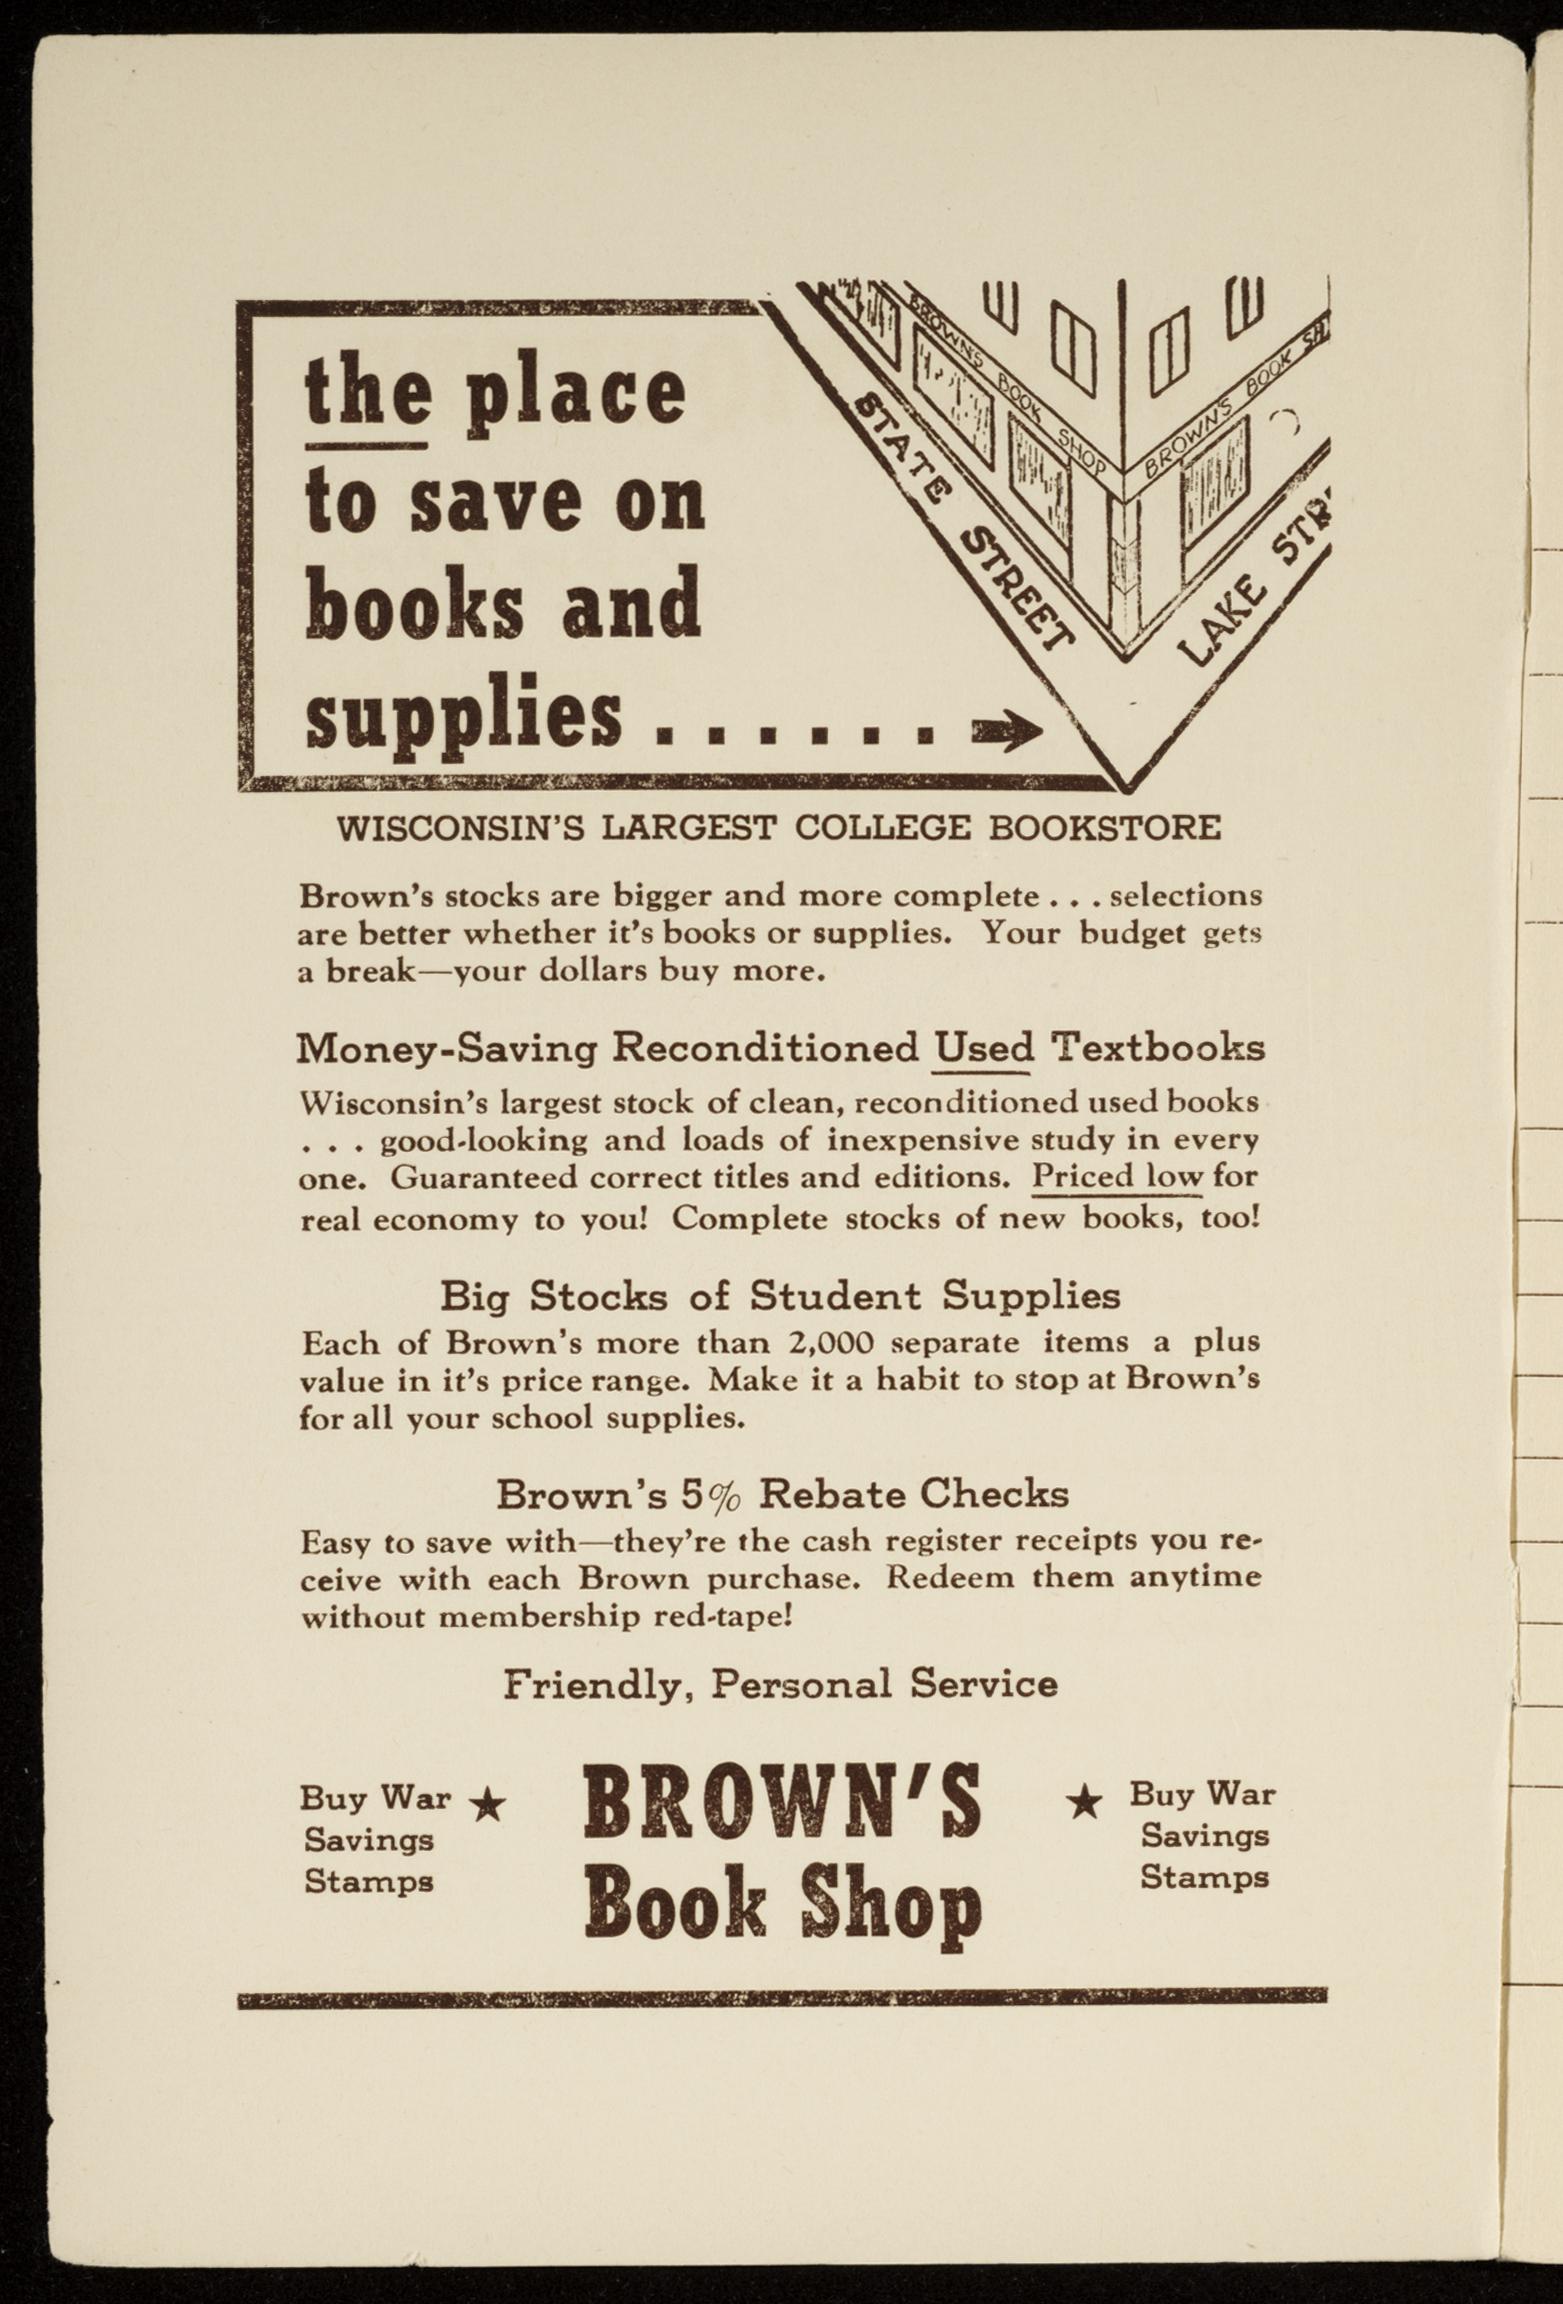 the place
to save on
books and
supplies . . . . . .
BROWNS BOOK SHOP
BROWNS BOOK
STATE STREET
LAKE
WISCONSIN'S LARGEST COLLEGE BOOKSTORE
Brown's stocks are bigger and more complete . . . selections
are better whether it's books or supplies. Your budget gets
a break—your dollars buy more.
Money-Saving Reconditioned Used Textbooks
Wisconsin's largest stock of clean, reconditioned used books
. . . good-looking and loads of inexpensive study in every
one. Guaranteed correct titles and editions. Priced low for
real economy to you! Complete stocks of new books, too!
Big Stocks of Student Supplies
Each of Brown's more than 2,000 separate items a plus
value in it's price range. Make it a habit to stop at Brown's
for all your school supplies.
Brown's 5% Rebate Checks
Easy to save with—they're the cash register receipts you re-
ceive with each Brown purchase. Redeem them anytime
without membership red-tape!
Friendly, Personal Service
Buy War ★
Savings
Stamps
BROWN'S
Book Shop
★ Buy War
Savings
Stamps